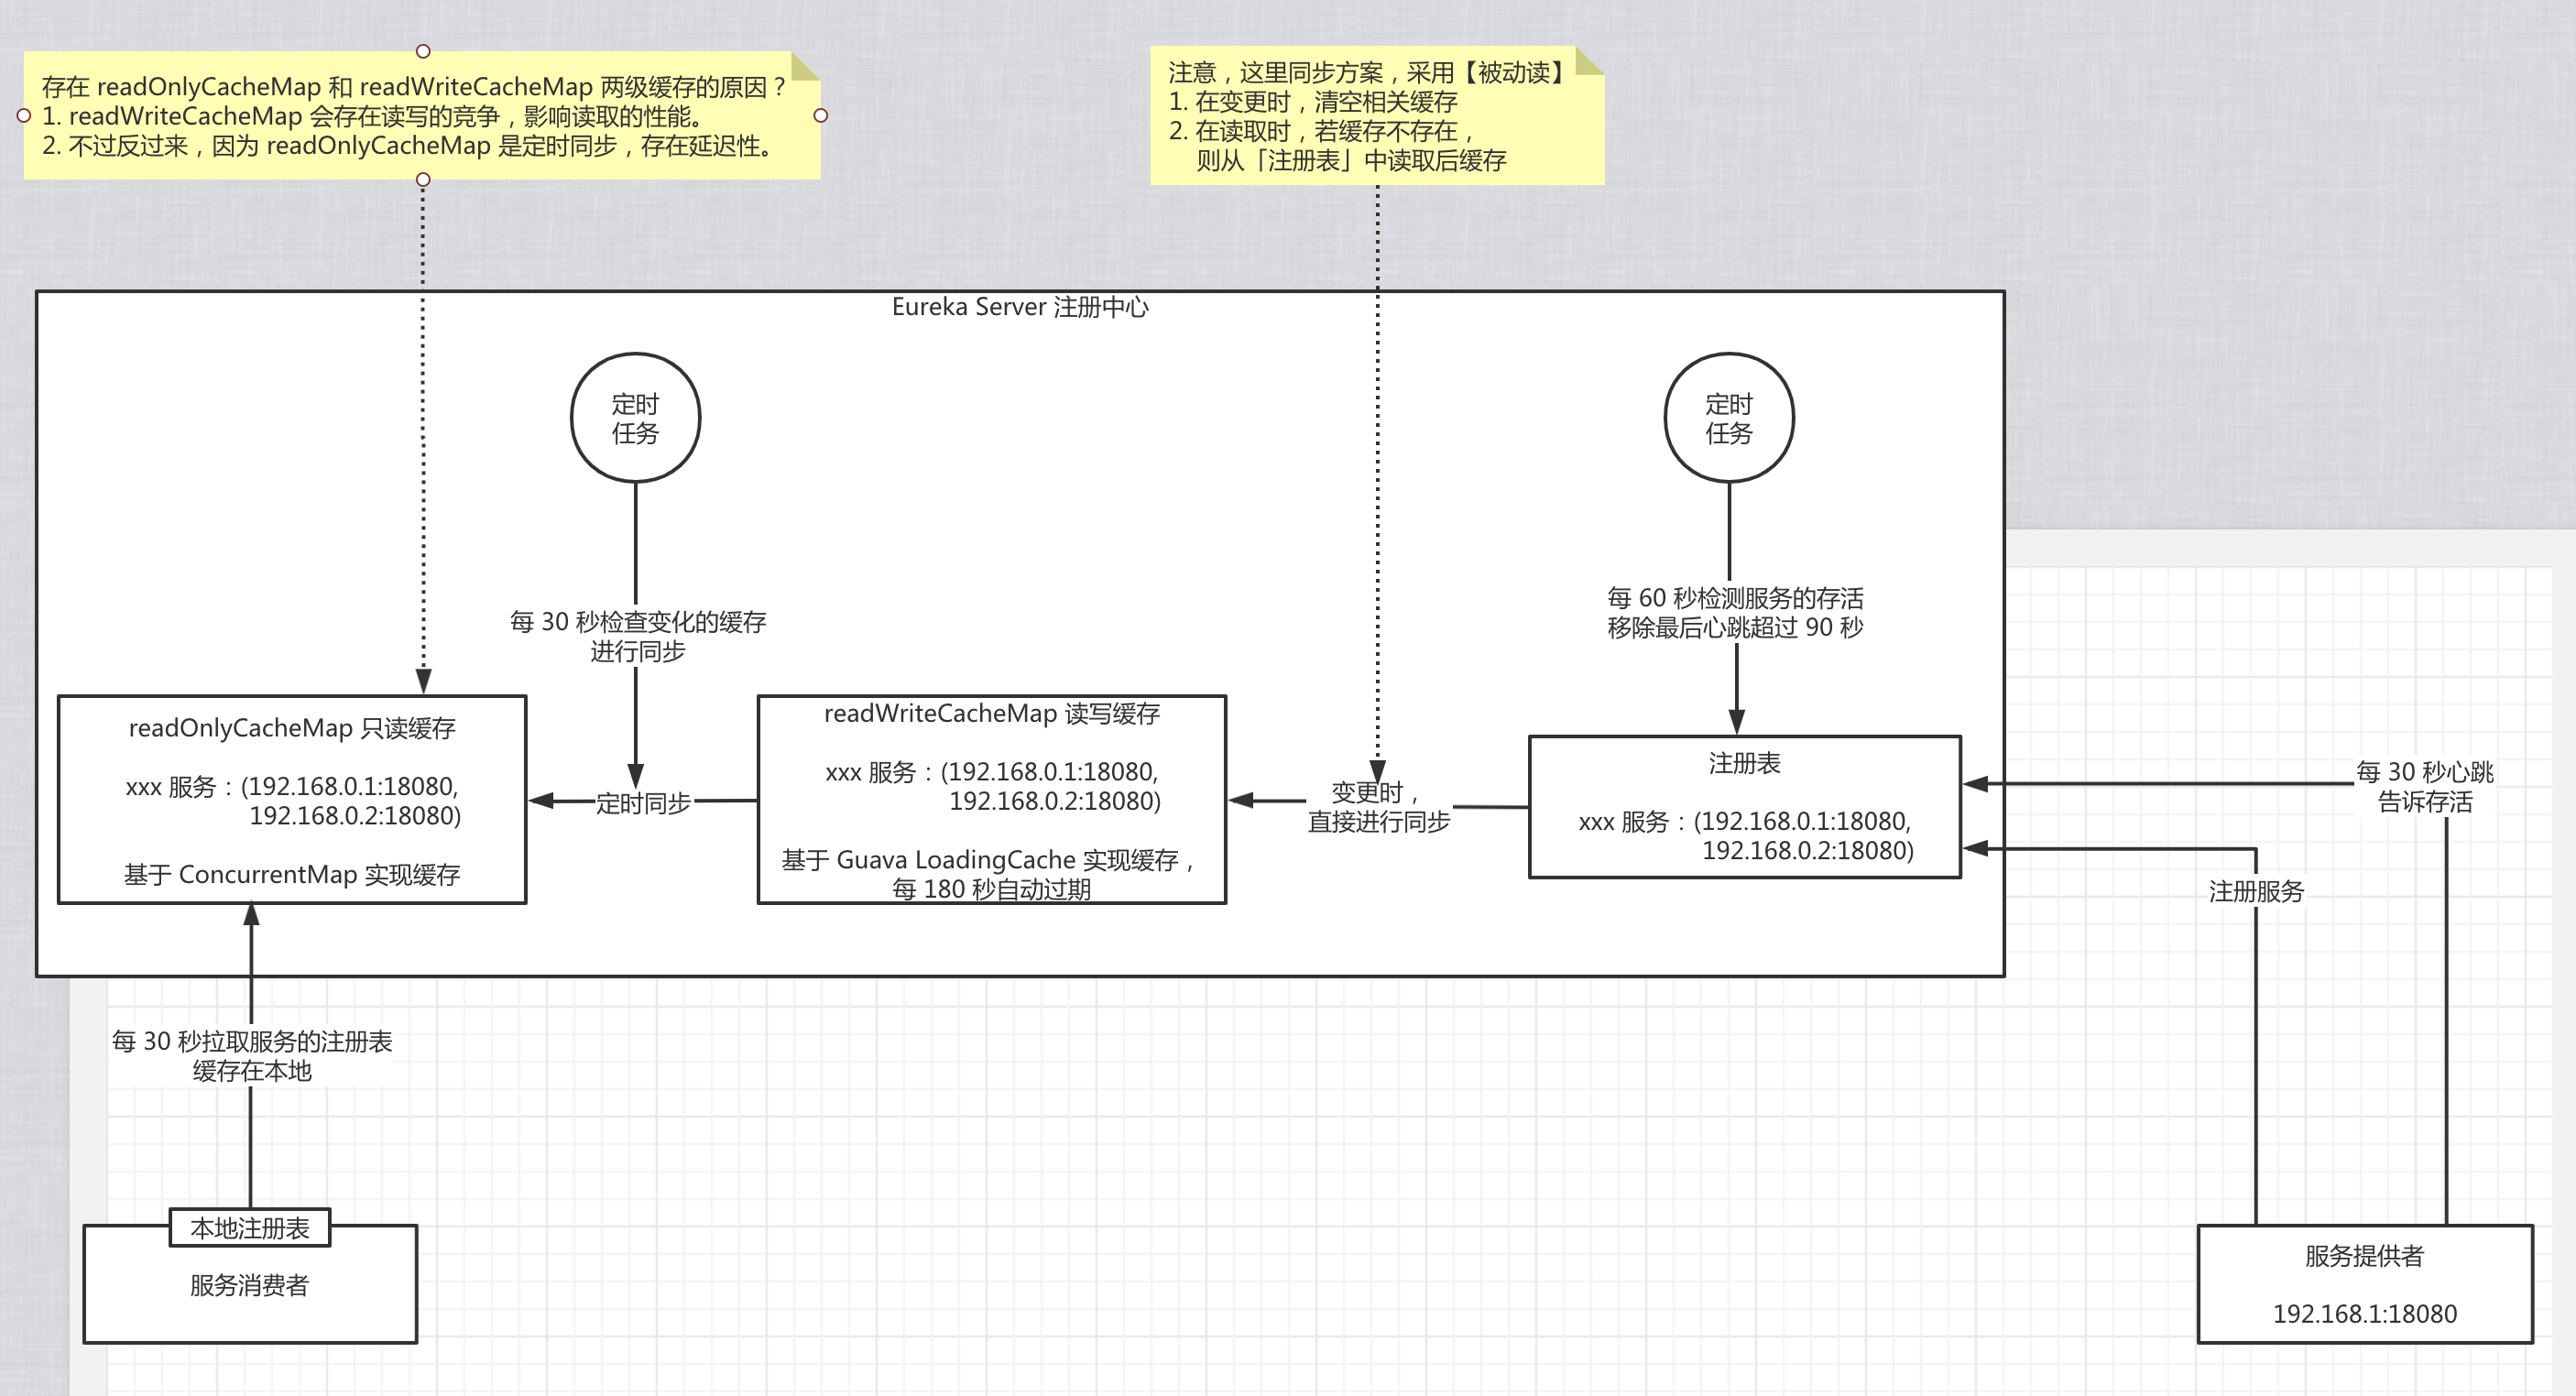 存在 readOnlyCacheMap 和 readWriteCacheMap 两级缓存的原因？
1. readWriteCacheMap 会存在读写的竞争，影响读取的性能。
2. 不过反过来，因为 readOnlyCacheMap 是定时同步，存在延迟性。
注意，这里同步方案，采用【被动读】
1. 在变更时，清空相关缓存
2. 在读取时，若缓存不存在，
则从「注册表」中读取后缓存
Eureka Server 注册中心
定时
任务
定时
任务
每 30 秒检查变化的缓存
进行同步
每 60 秒检测服务的存活
移除最后心跳超过 90 秒
readOnlyCacheMap 只读缓存
xxx 服务：(192.168.0.1:18080,
192.168.0.2:18080)
基于 ConcurrentMap 实现缓存
定时同步
readWriteCacheMap 读写缓存
xxx 服务：(192.168.0.1:18080,
192.168.0.2:18080)
基于 Guava LoadingCache 实现缓存，
每 180 秒自动过期
变更时，
直接进行同步
注册表
xxx 服务：(192.168.0.1:18080,
192.168.0.2:18080)
每 30 秒心跳
告诉存活
注册服务
每 30 秒拉取服务的注册表
缓存在本地
本地注册表
服务消费者
服务提供者
192.168.1:18080